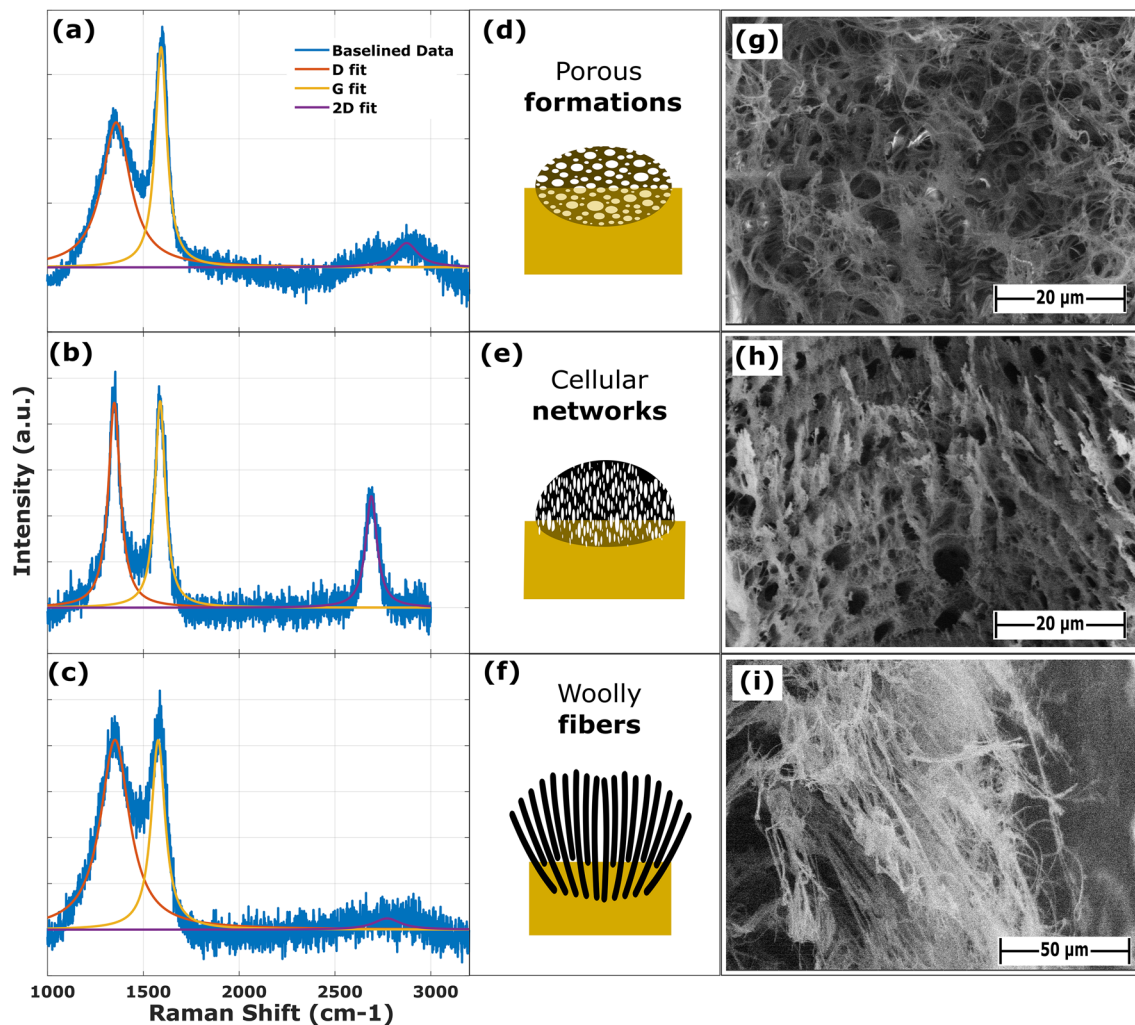 (a)
Baselined Data
D fit
G fit
2D fit
(b)
(c)
Intensity (a.u.)
1000 1500 2000 2500 3000
Raman Shift (cm-1)
(d)
Porous
formations
(e)
Cellular
networks
(f)
Woolly
fibers
(g)
20 µm
(h)
20 µm
(i)
50 µm